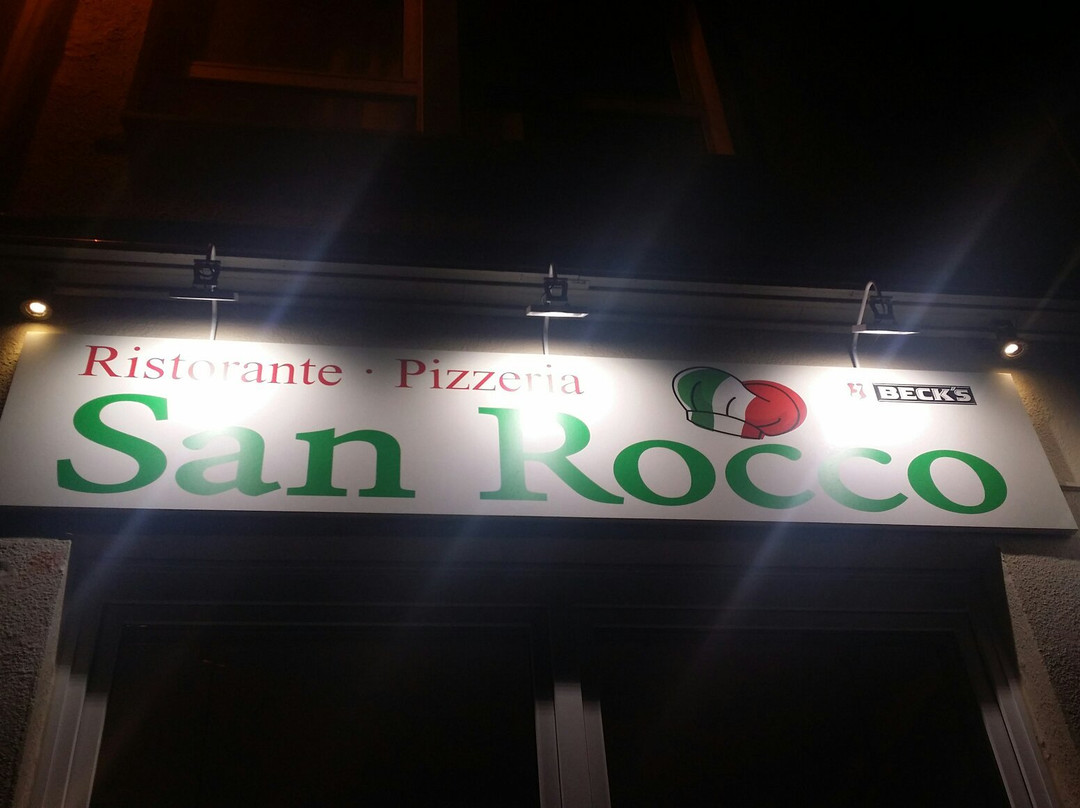 Ristorante · Pizzeria
San Rocco
BECK'S